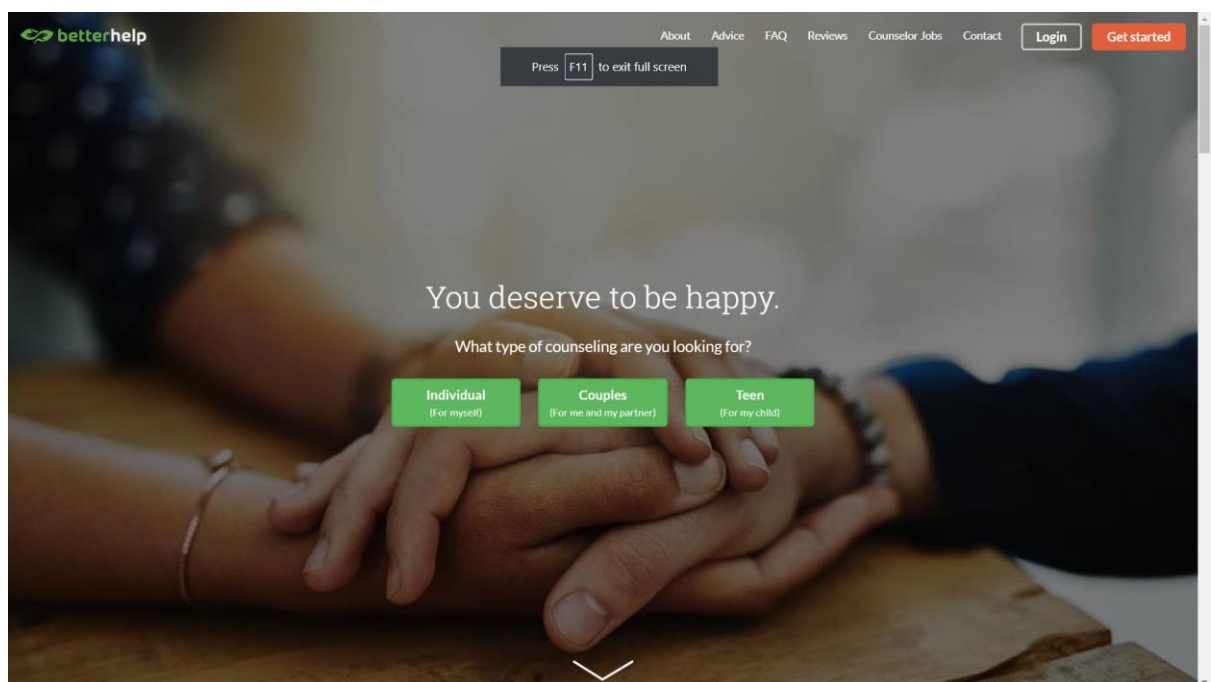 betterhelp
About Advice FAQ Reviews Counselor Jobs Contact Login Get started
Press F11 to exit full screen
You deserve to be happy.
What type of counseling are you looking for?
Individual Couples Teen
(For myself) (For me and my partner) (For my child)